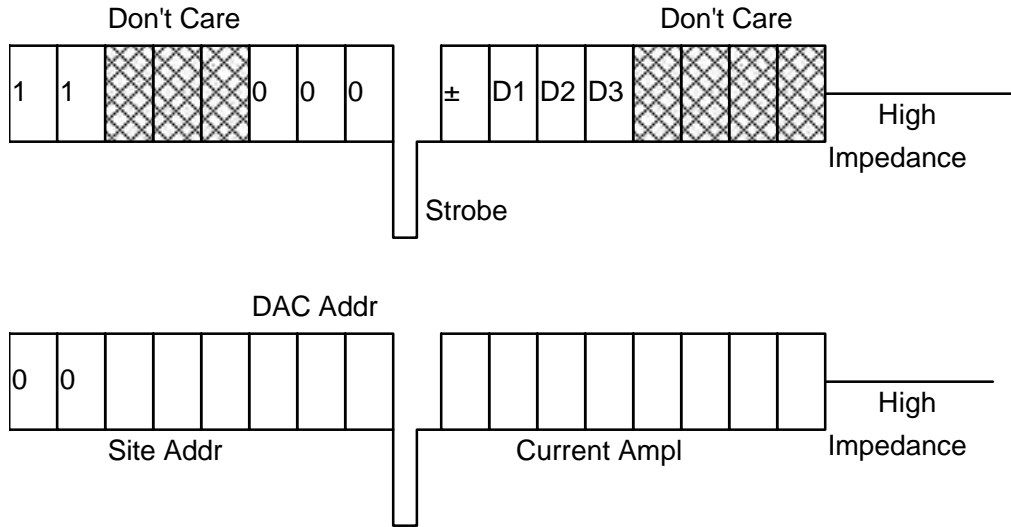 Don't Care Don't Care
1 1 0 0 0 ± D1 D2 D3
High
Impedance
Strobe
DAC Addr
0 0
High
Impedance
Site Addr Current Ampl